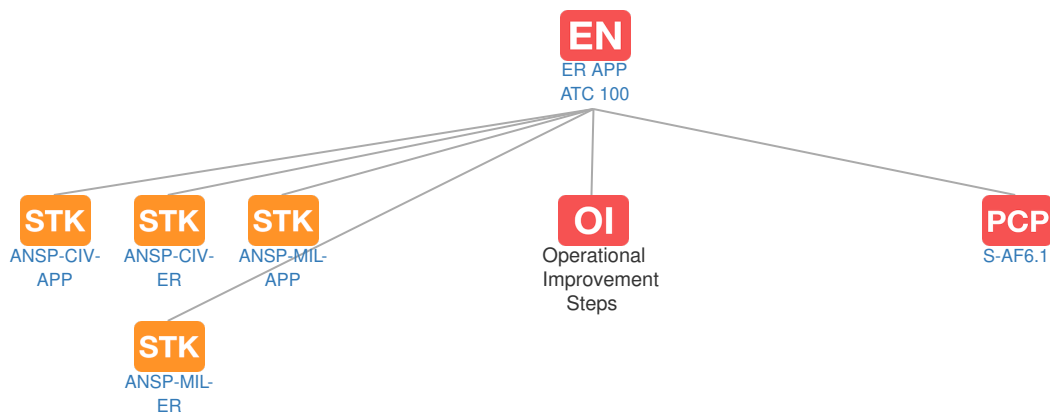 EN
ER APP
ATC 100
STK
ANSP-CIV-
APP
STK
ANSP-CIV-
ER
STK
ANSP-MIL-
APP
OI
Operational
Improvement
Steps
PCP
S-AF6.1
STK
ANSP-MIL-
ER